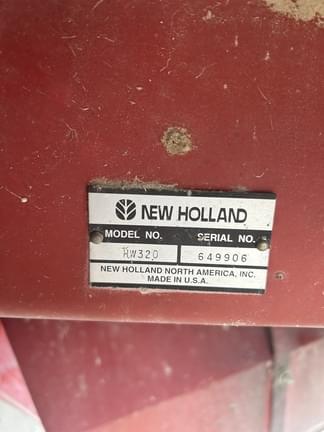 NEW HOLLAND
MODEL NO. SERIAL NO.
HW320 649906
NEW HOLLAND NORTH AMERICA, INC.
MADE IN U.S.A.